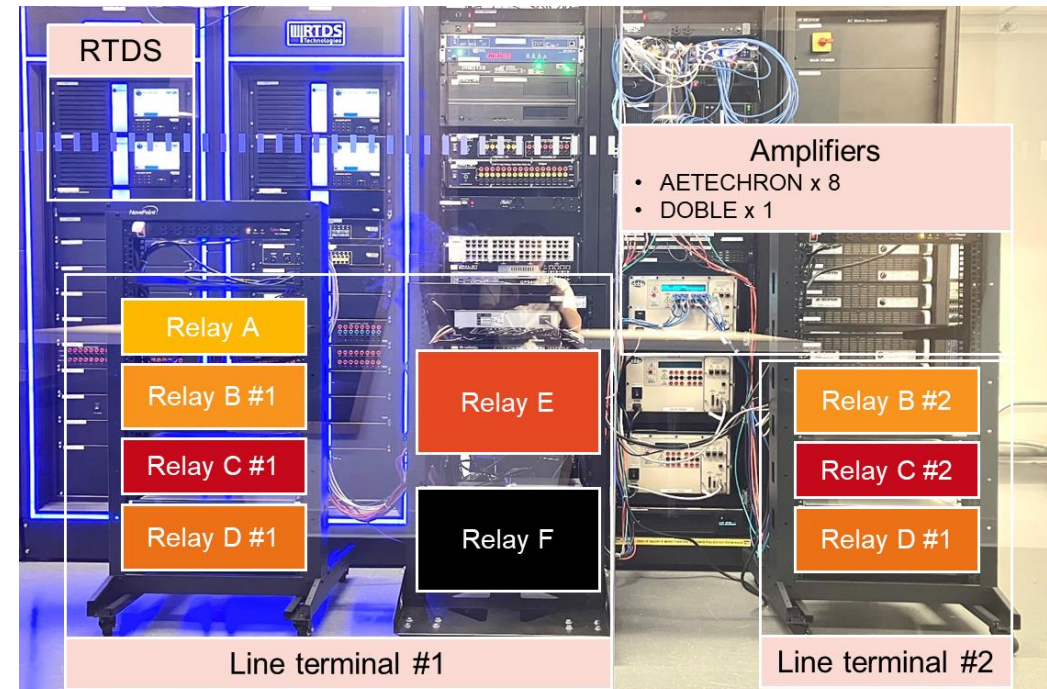 RTDS
RTDS
Technologies
Amplifiers
• AETECHRON x 8
• DOBLE x 1
NavePoint
Relay A
Relay B #1
Relay C #1
Relay D #1
Relay E
Relay F
Relay B #2
Relay C #2
Relay D #1
Line terminal #1
Line terminal #2